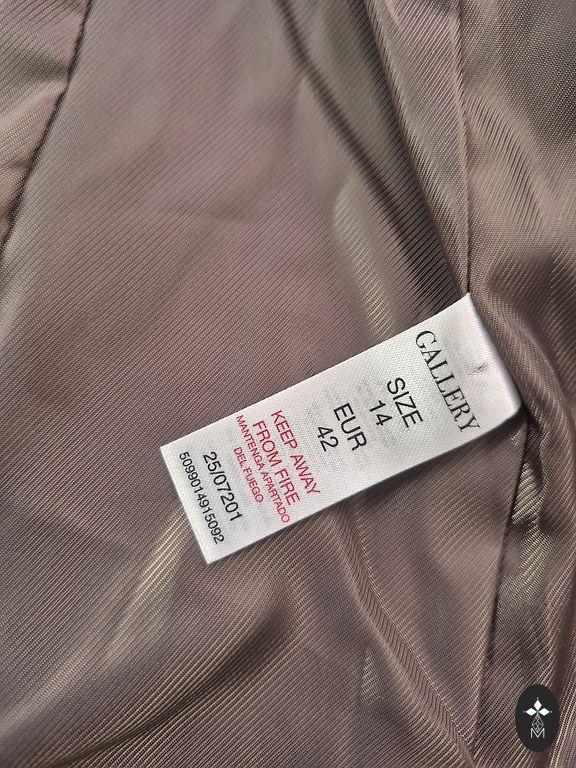 GALLERY
SIZE
14
EUR
42
KEEP AWAY
FROM FIRE
MANTENGA APARTADO
DEL FUEGO
25/07201
5099014915092
M